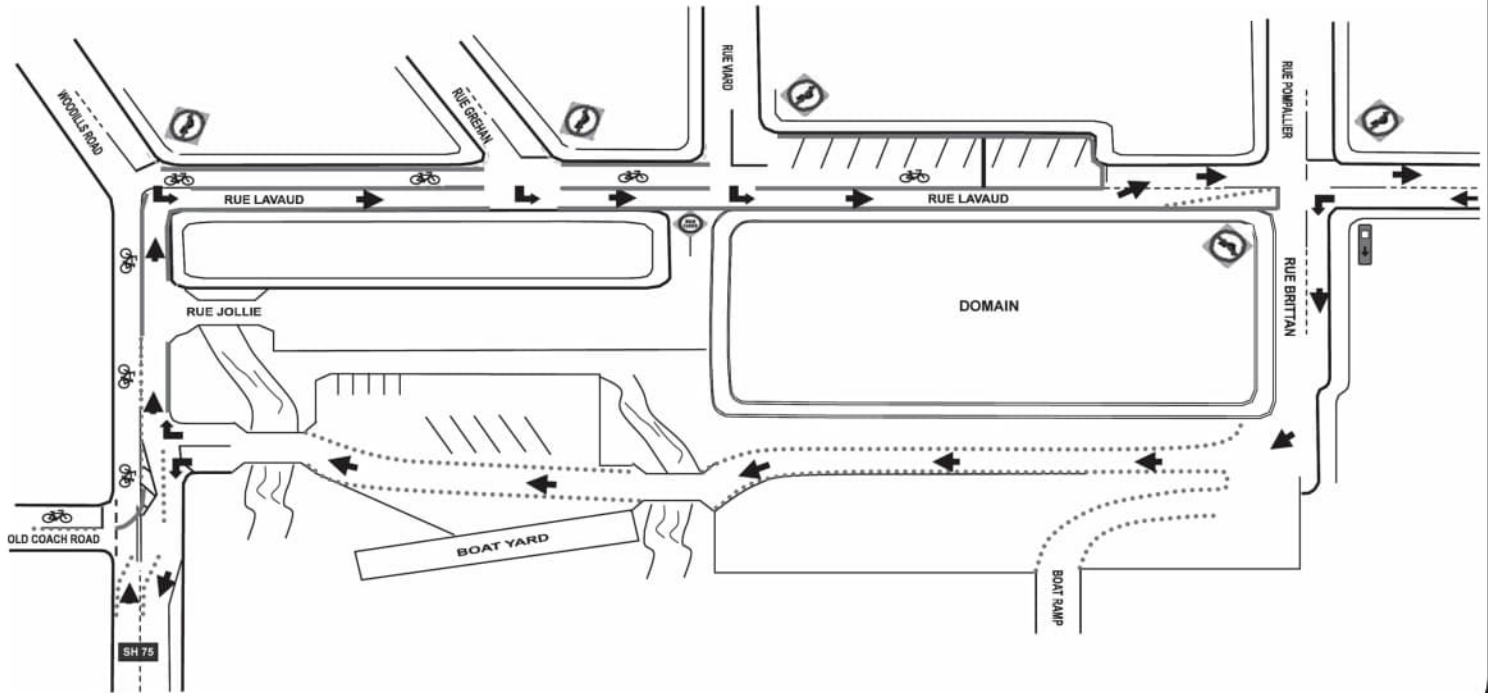 WOODILLS ROAD
RUE GREHAN
RUE VIARD
RUE POMPALLIER
RUE LAVAUD
RUE LAVAUD
RUE JOLLIE
DOMAIN
RUE BRITTAN
BOAT YARD
OLD COACH ROAD
BOAT RAMP
SH 75